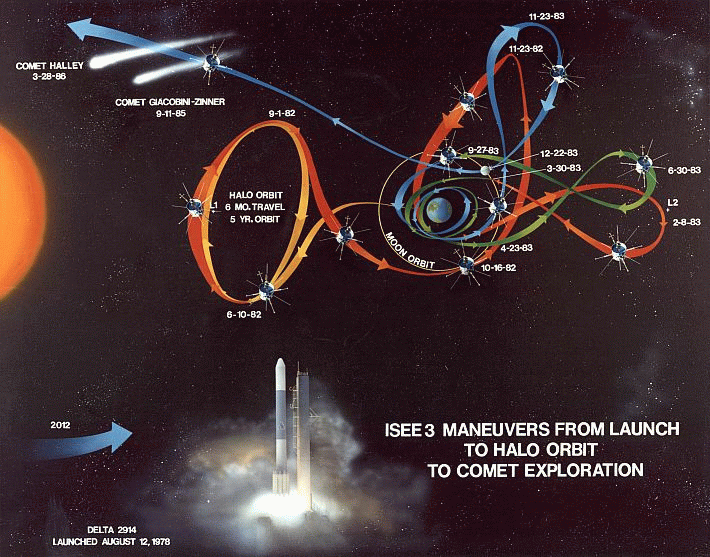 11-23-83
11-23-82
COMET HALLEY
3-28-86
COMET GIACOBINI-ZINNER
9-11-85
9-1-82
9-27-83
12-22-83
3-30-83
6-30-83
HALO ORBIT
6 MO. TRAVEL
5 YR. ORBIT
L1
L2
2-8-83
MOON ORBIT
4-23-83
10-16-82
6-10-82
2012
ISEE 3 MANEUVERS FROM LAUNCH
TO HALO ORBIT
TO COMET EXPLORATION
DELTA 2914
LAUNCHED AUGUST 12, 1978